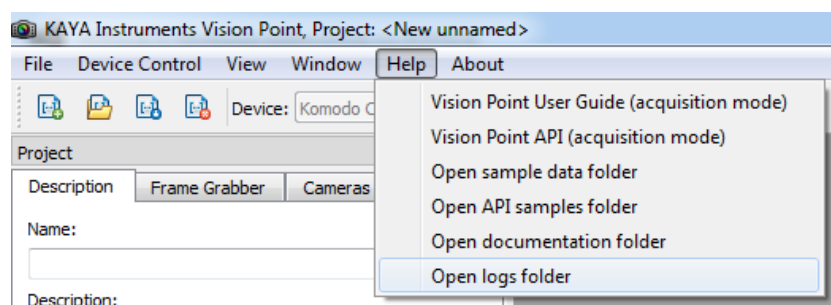 KAYA Instruments Vision Point, Project: <New unnamed>
File Device Control View Window Help About
Device: Komodo
Vision Point User Guide (acquisition mode)
Vision Point API (acquisition mode)
Open sample data folder
Open API samples folder
Open documentation folder
Open logs folder
Project
Description Frame Grabber Cameras
Name:
Description: